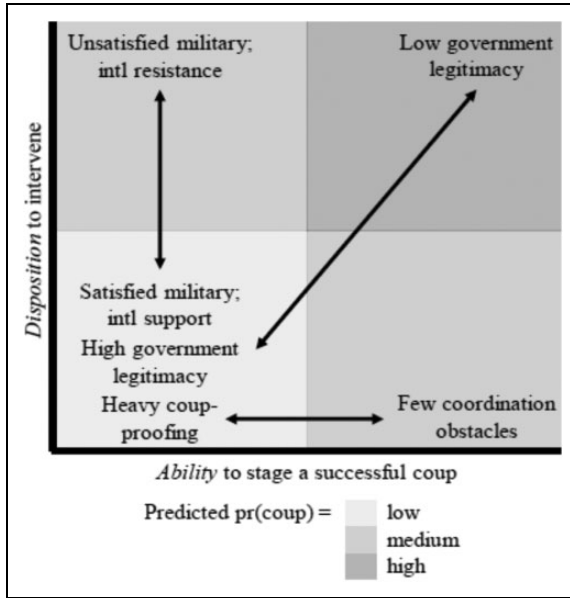 Unsatisfied military;
intl resistance
Low government
legitimacy
Disposition to intervene
Satisfied military;
intl support
High government
legitimacy
Heavy coup-
proofing
Few coordination
obstacles
Ability to stage a successful coup
Predicted pr(coup) =
low
medium
high